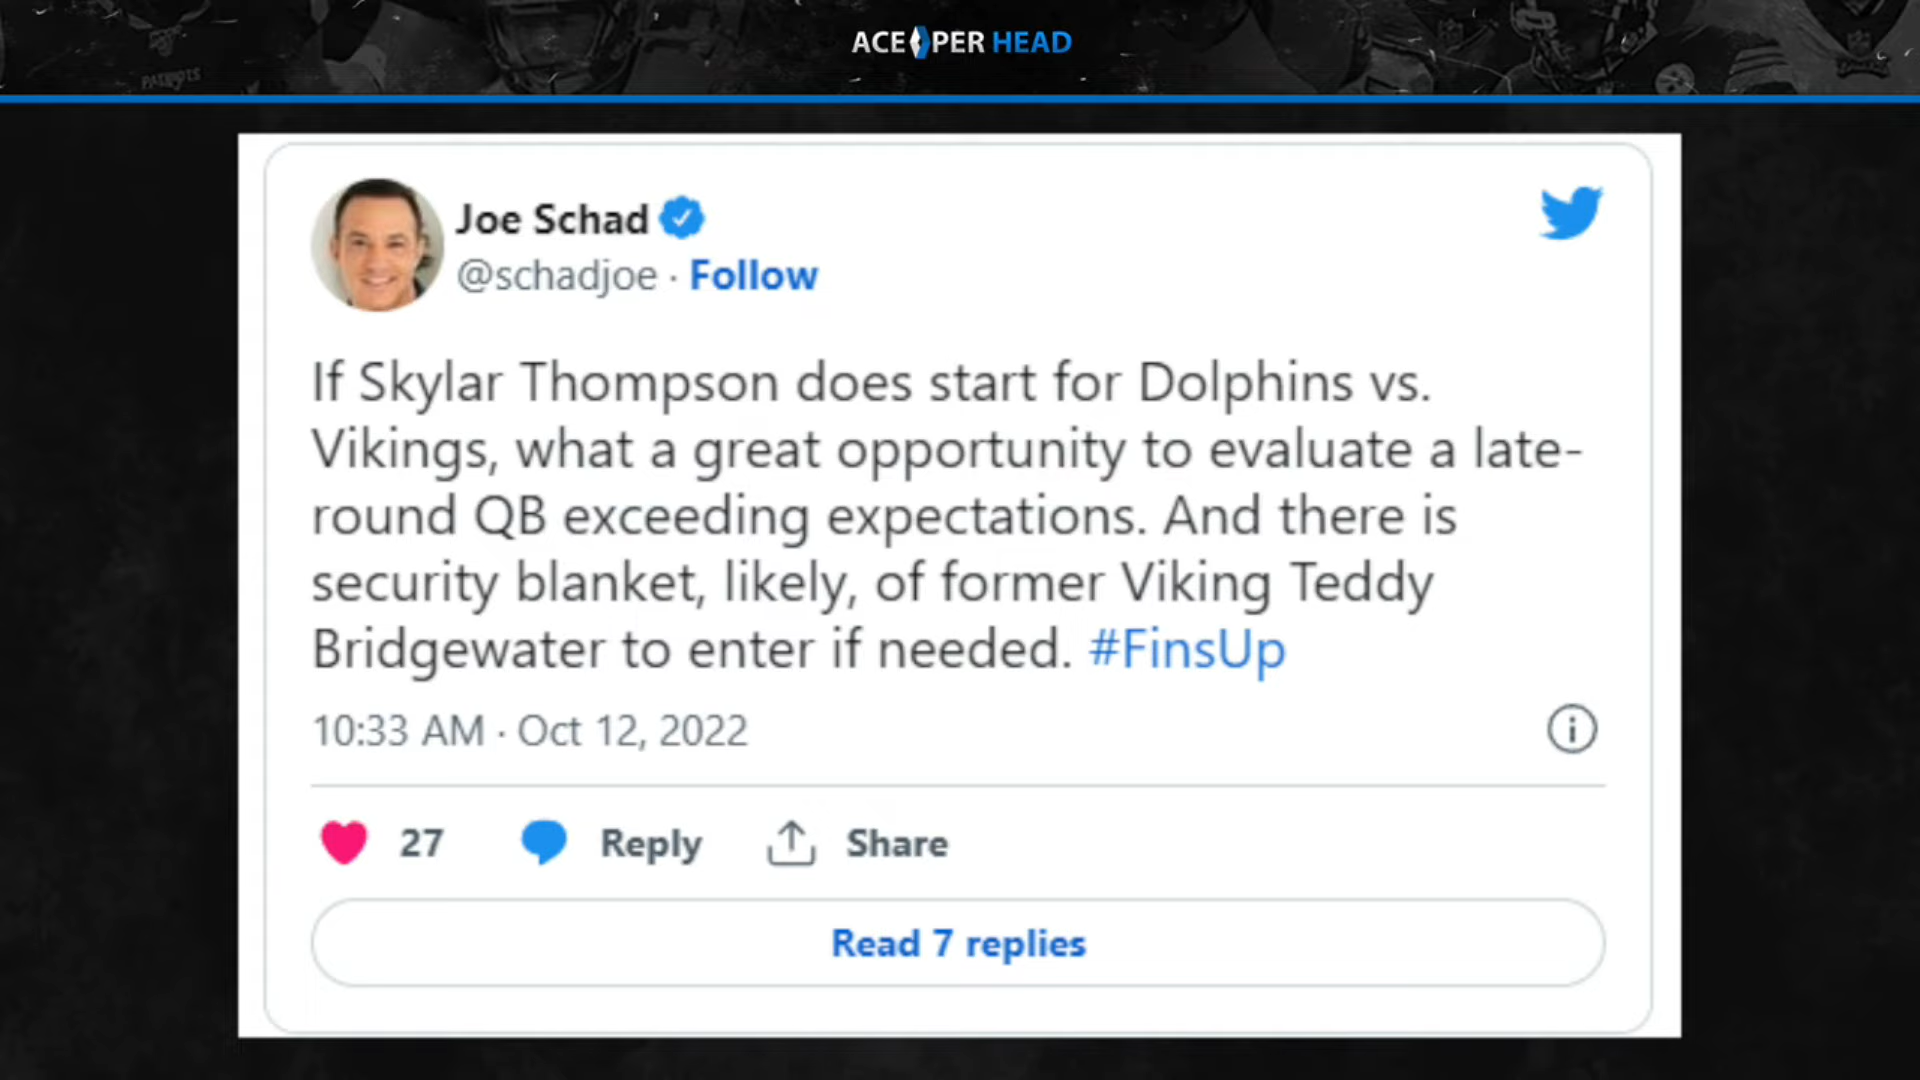 PATRIOTS
ACE PER HEAD
Joe Schad
@schadjoe · Follow
If Skylar Thompson does start for Dolphins vs.
Vikings, what a great opportunity to evaluate a late-
round QB exceeding expectations. And there is
security blanket, likely, of former Viking Teddy
Bridgewater to enter if needed. #FinsUp
10:33 AM · Oct 12, 2022
27 Reply Share
Read 7 replies